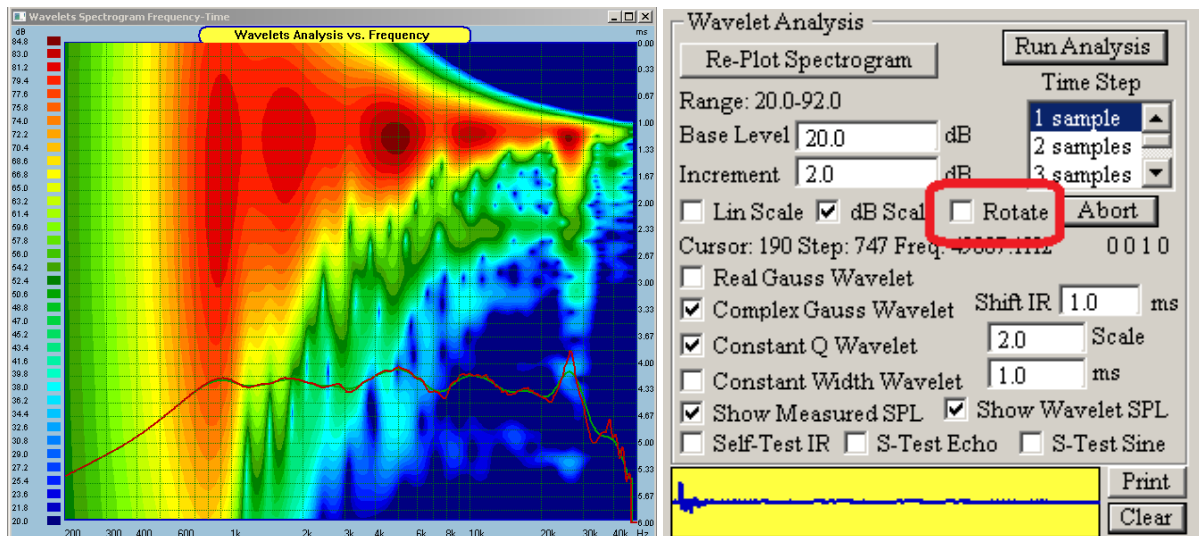 Wavelets Spectrogram Frequency-Time
Wavelets Analysis vs. Frequency
dB
84.8
83.0
81.2
79.4
77.6
75.8
74.0
72.2
70.4
68.6
66.8
65.0
63.2
61.4
59.6
57.8
56.0
54.2
52.4
50.6
48.8
47.0
45.2
43.4
41.6
39.8
38.0
36.2
34.4
32.6
30.8
29.0
27.2
25.4
23.6
21.8
20.0
ms
0.00
0.33
0.67
1.00
1.33
1.67
2.00
2.33
2.67
3.00
3.33
3.67
4.00
4.33
4.67
5.00
5.33
5.67
6.00
200 300 400 600 1k 2k 3k 4k 6k 8k 10k 20k 30k 40k Hz
Wavelet Analysis
Re-Plot Spectrogram Run Analysis
Time Step
Range: 20.0-92.0
1 sample
Base Level 20.0 dB
2 samples
Increment 2.0 dB
3 samples
Lin Scale dB Scal Rotate Abort
Cursor: 190 Step: 747 Freq: 0 0 1 0
Real Gauss Wavelet
Complex Gauss Wavelet Shift IR 1.0 ms
Constant Q Wavelet 2.0 Scale
Constant Width Wavelet 1.0 ms
Show Measured SPL Show Wavelet SPL
Self-Test IR S-Test Echo S-Test Sine
Print
Clear